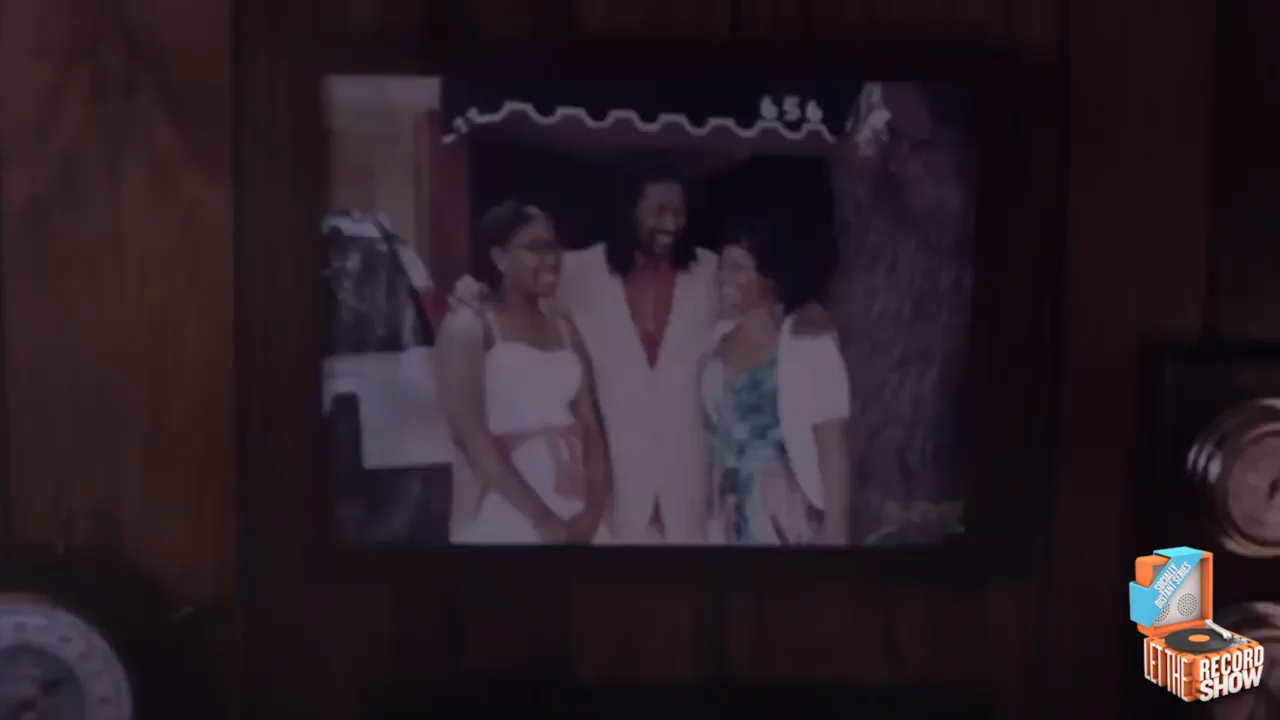 656
SOCIALLY
DISTANT SERIES
LET THE
RECORD
SHOW